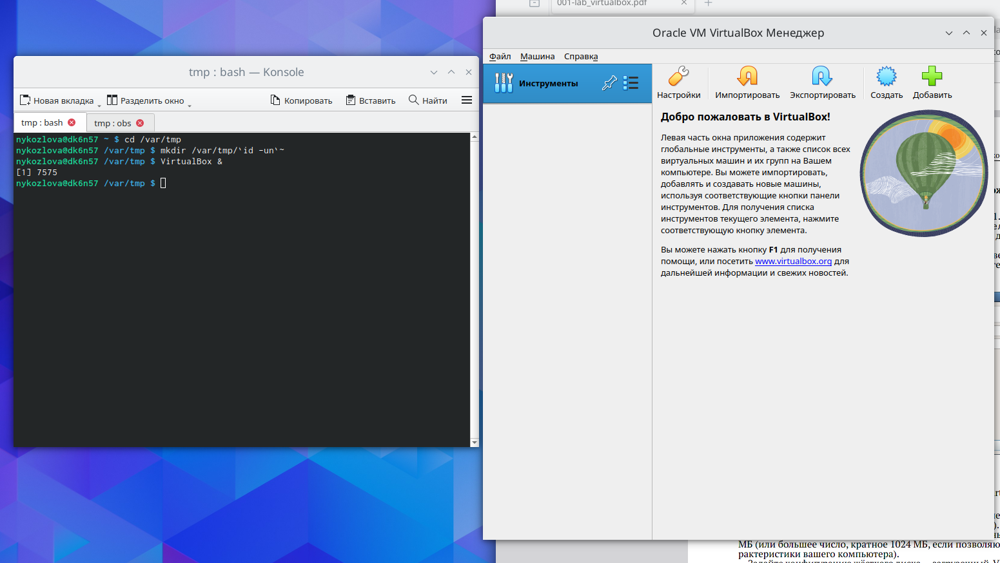 001-lab_virtualbox.pdf
tmp : bash — Konsole
Новая вкладка
Разделить окно
Копировать
Вставить
Найти
tmp : bash
tmp : obs
nykozlova@dk6n57 ~ $ cd /var/tmp
nykozlova@dk6n57 /var/tmp $ mkdir /var/tmp/`id -un`~
nykozlova@dk6n57 /var/tmp $ VirtualBox &
[1] 7575
nykozlova@dk6n57 /var/tmp $
Oracle VM VirtualBox Менеджер
Файл
Машина
Справка
Инструменты
Настройки
Импортировать
Экспортировать
Создать
Добавить
Добро пожаловать в VirtualBox!
Левая часть окна приложения содержит
глобальные инструменты, а также список всех
виртуальных машин и их групп на Вашем
компьютере. Вы можете импортировать,
добавлять и создавать новые машины,
используя соответствующие кнопки панели
инструментов. Для получения списка
инструментов текущего элемента, нажмите
соответствующую кнопку элемента.
Вы можете нажать кнопку F1 для получения
помощи, или посетить www.virtualbox.org для
дальнейшей информации и свежих новостей.
МБ (или большее число, кратное 1024 МБ, если позволяю
рактеристики вашего компьютера).